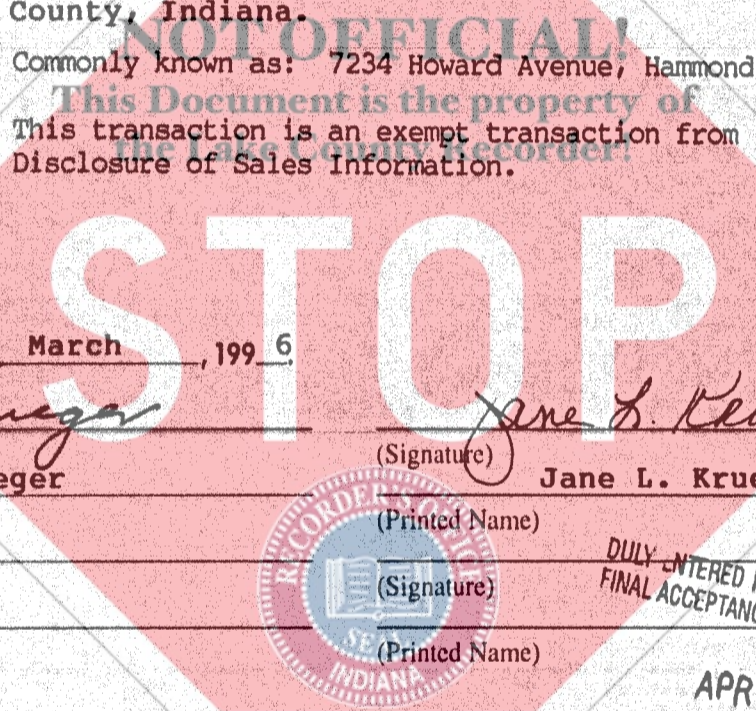 County, Indiana.
NOT OFFICIAL!
Commonly known as: 7234 Howard Avenue, Hammond
This Document is the property of
This transaction is an exempt transaction from
the Lake County Recorder!
Disclosure of Sales Information.
STOP
March, 1996
Jane L.
(Signature)
eger Jane L. Krue
(Printed Name)
RECORDER'S OFFICE
DULY ENTERED
(Signature)
FINAL ACCEPTANC
SEAL
(Printed Name)
INDIANA
APR